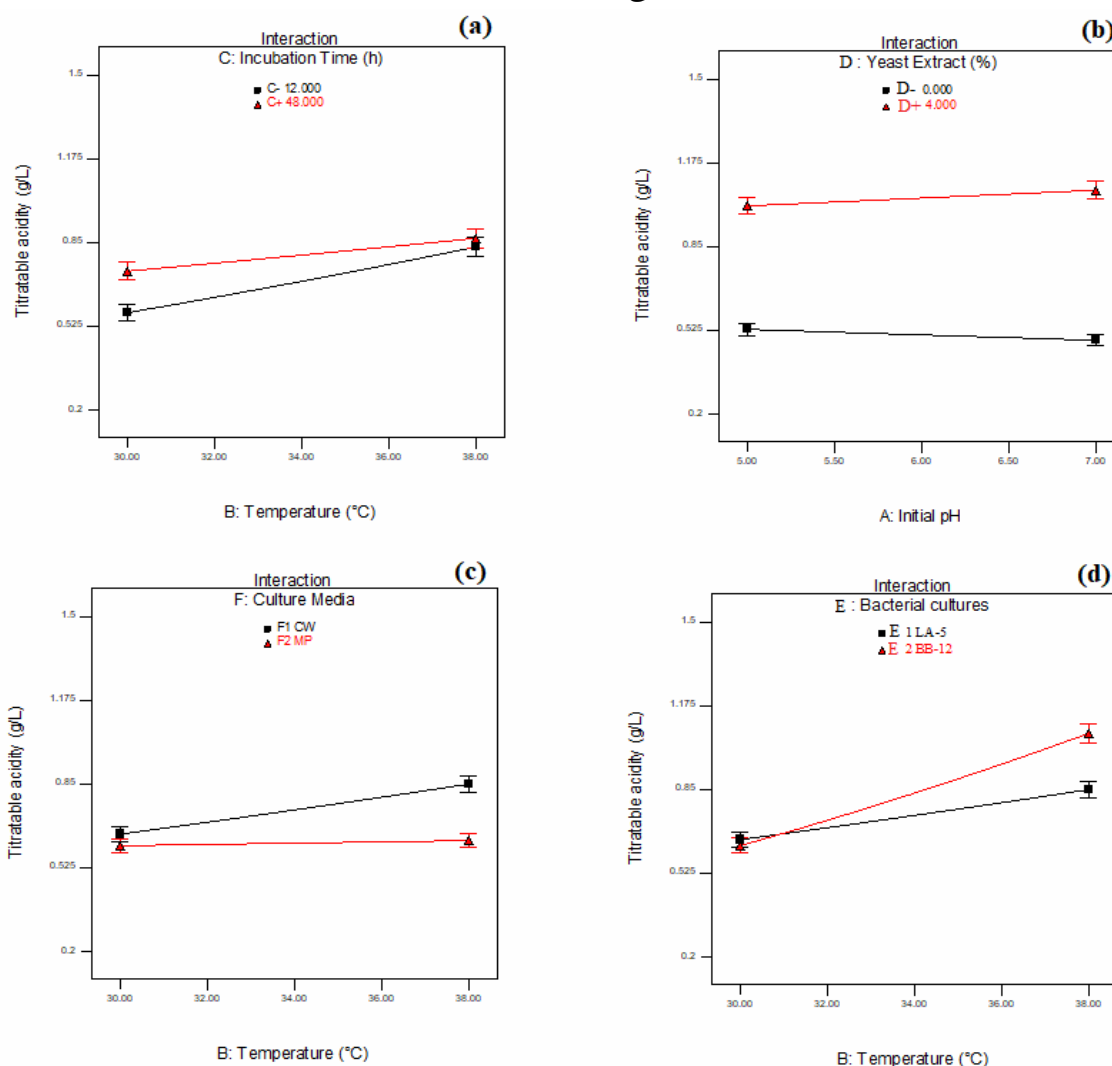 (a)
Interaction
C: Incubation Time (h)
C- 12.000
C+ 48.000
Titratable acidity (g/L)
1.5
1.175
0.85
0.525
0.2
30.00 32.00 34.00 36.00 38.00
B: Temperature (°C)
(b)
Interaction
D : Yeast Extract (%)
D- 0.000
D+ 4.000
Titratable acidity (g/L)
1.5
1.175
0.85
0.525
0.2
5.00 5.50 6.00 6.50 7.00
A: Initial pH
(c)
Interaction
F: Culture Media
F1 CW
F2 MP
Titratable acidity (g/L)
1.5
1.175
0.85
0.525
0.2
30.00 32.00 34.00 36.00 38.00
B: Temperature (°C)
(d)
Interaction
E : Bacterial cultures
E 1 LA-5
E 2 BB-12
Titratable acidity (g/L)
1.5
1.175
0.85
0.525
0.2
30.00 32.00 34.00 36.00 38.00
B: Temperature (°C)